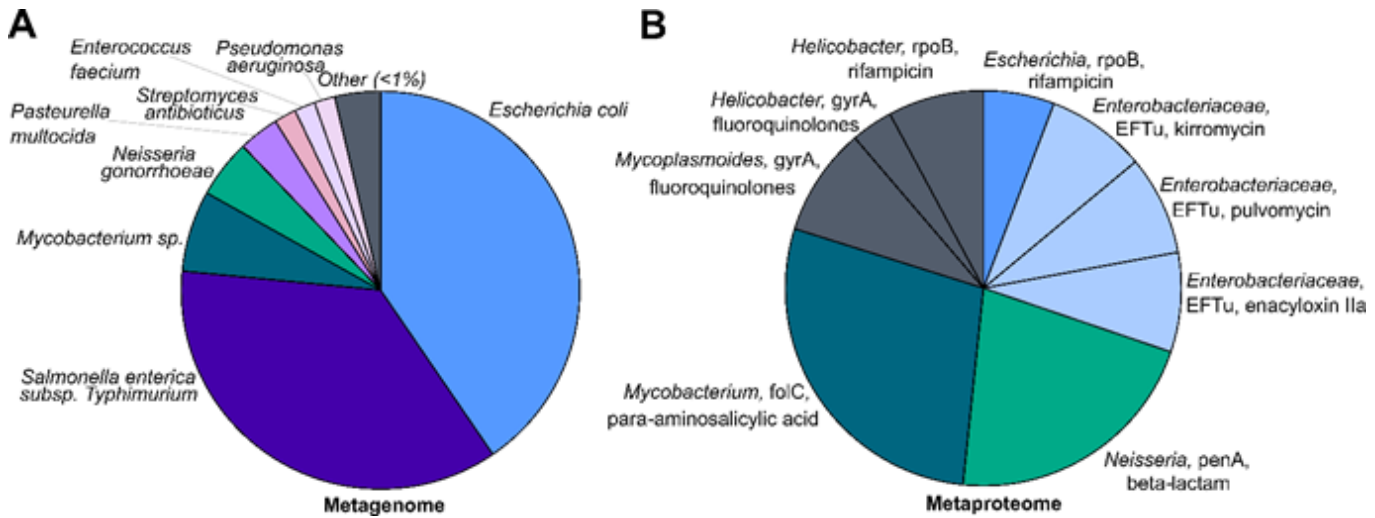 A
Enterococcus
faecium
Pseudomonas
aeruginosa
Other (<1%)
Streptomyces
antibioticus
Pasteurella
multocida
Neisseria
gonorrhoeae
Mycobacterium sp.
Salmonella enterica
subsp. Typhimurium
Escherichia coli
Metagenome
B
Helicobacter, rpoB,
rifampicin
Escherichia, rpoB,
rifampicin
Helicobacter, gyrA,
fluoroquinolones
Enterobacteriaceae,
EFTu, kirromycin
Mycoplasmoides, gyrA,
fluoroquinolones
Enterobacteriaceae,
EFTu, pulvomycin
Enterobacteriaceae,
EFTu, enacyloxin IIa
Mycobacterium, folC,
para-aminosalicylic acid
Neisseria, penA,
beta-lactam
Metaproteome